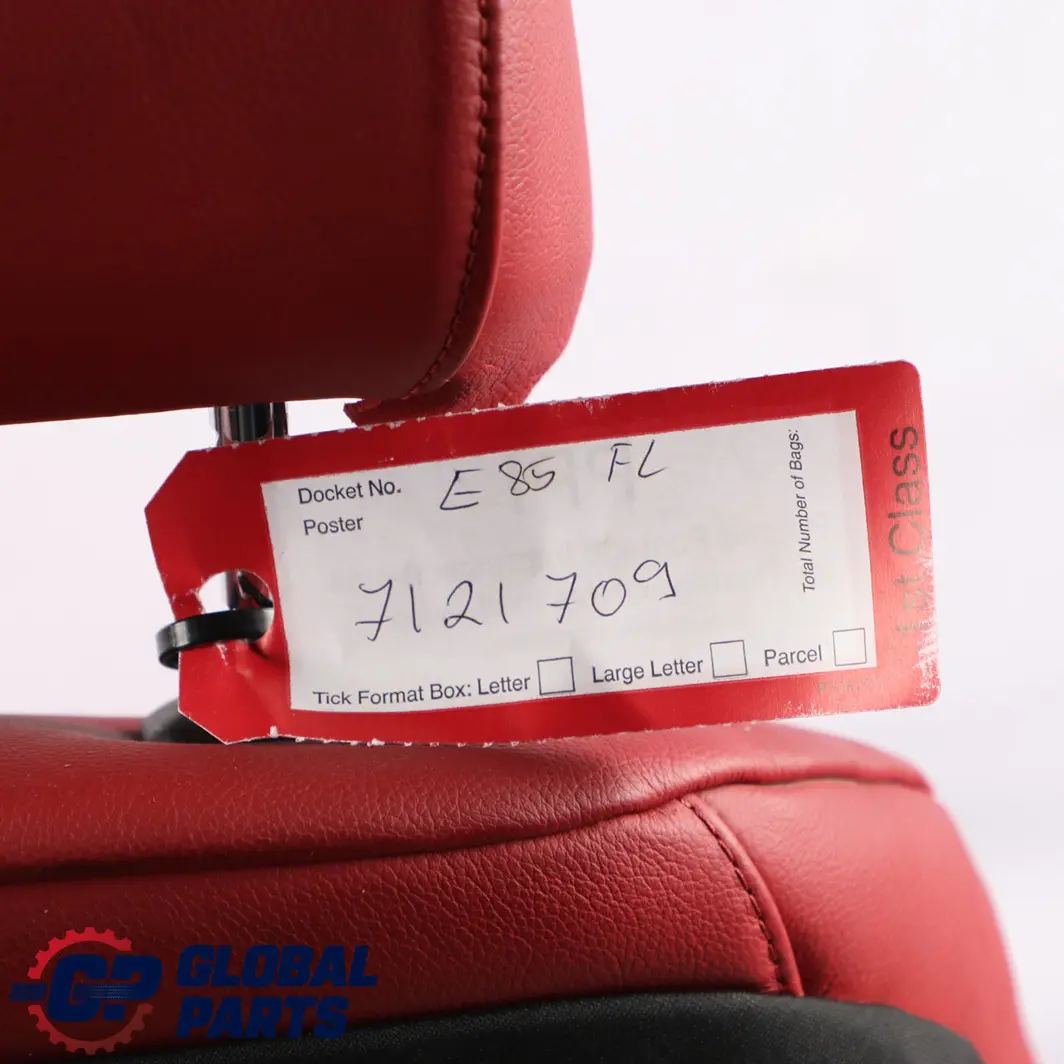 Docket No. E85 FL
Poster
7121709
Tick Format Box: Letter Large Letter Parcel
Total Number of Bags:
1st Class
GP GLOBAL
PARTS